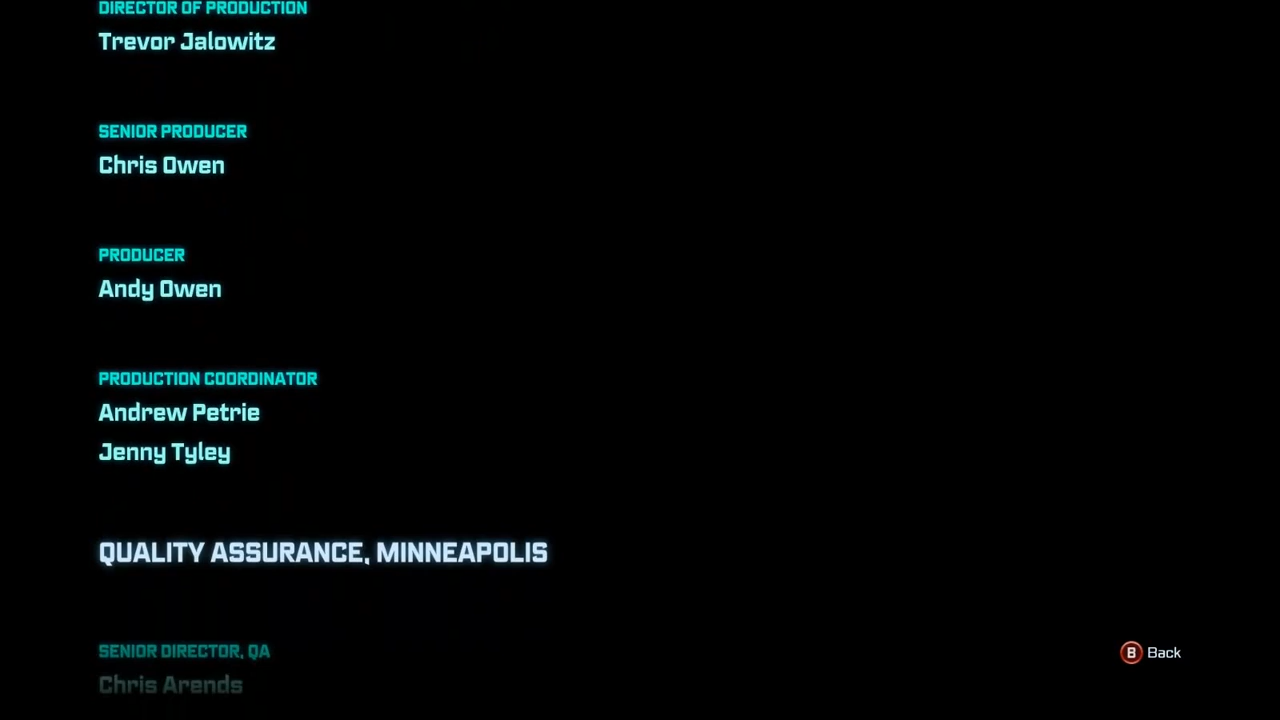 DIRECTOR OF PRODUCTION
Trevor Jalowitz
SENIOR PRODUCER
Chris Owen
PRODUCER
Andy Owen
PRODUCTION COORDINATOR
Andrew Petrie
Jenny Tyley
QUALITY ASSURANCE, MINNEAPOLIS
SENIOR DIRECTOR, QA
Chris Arends
B Back